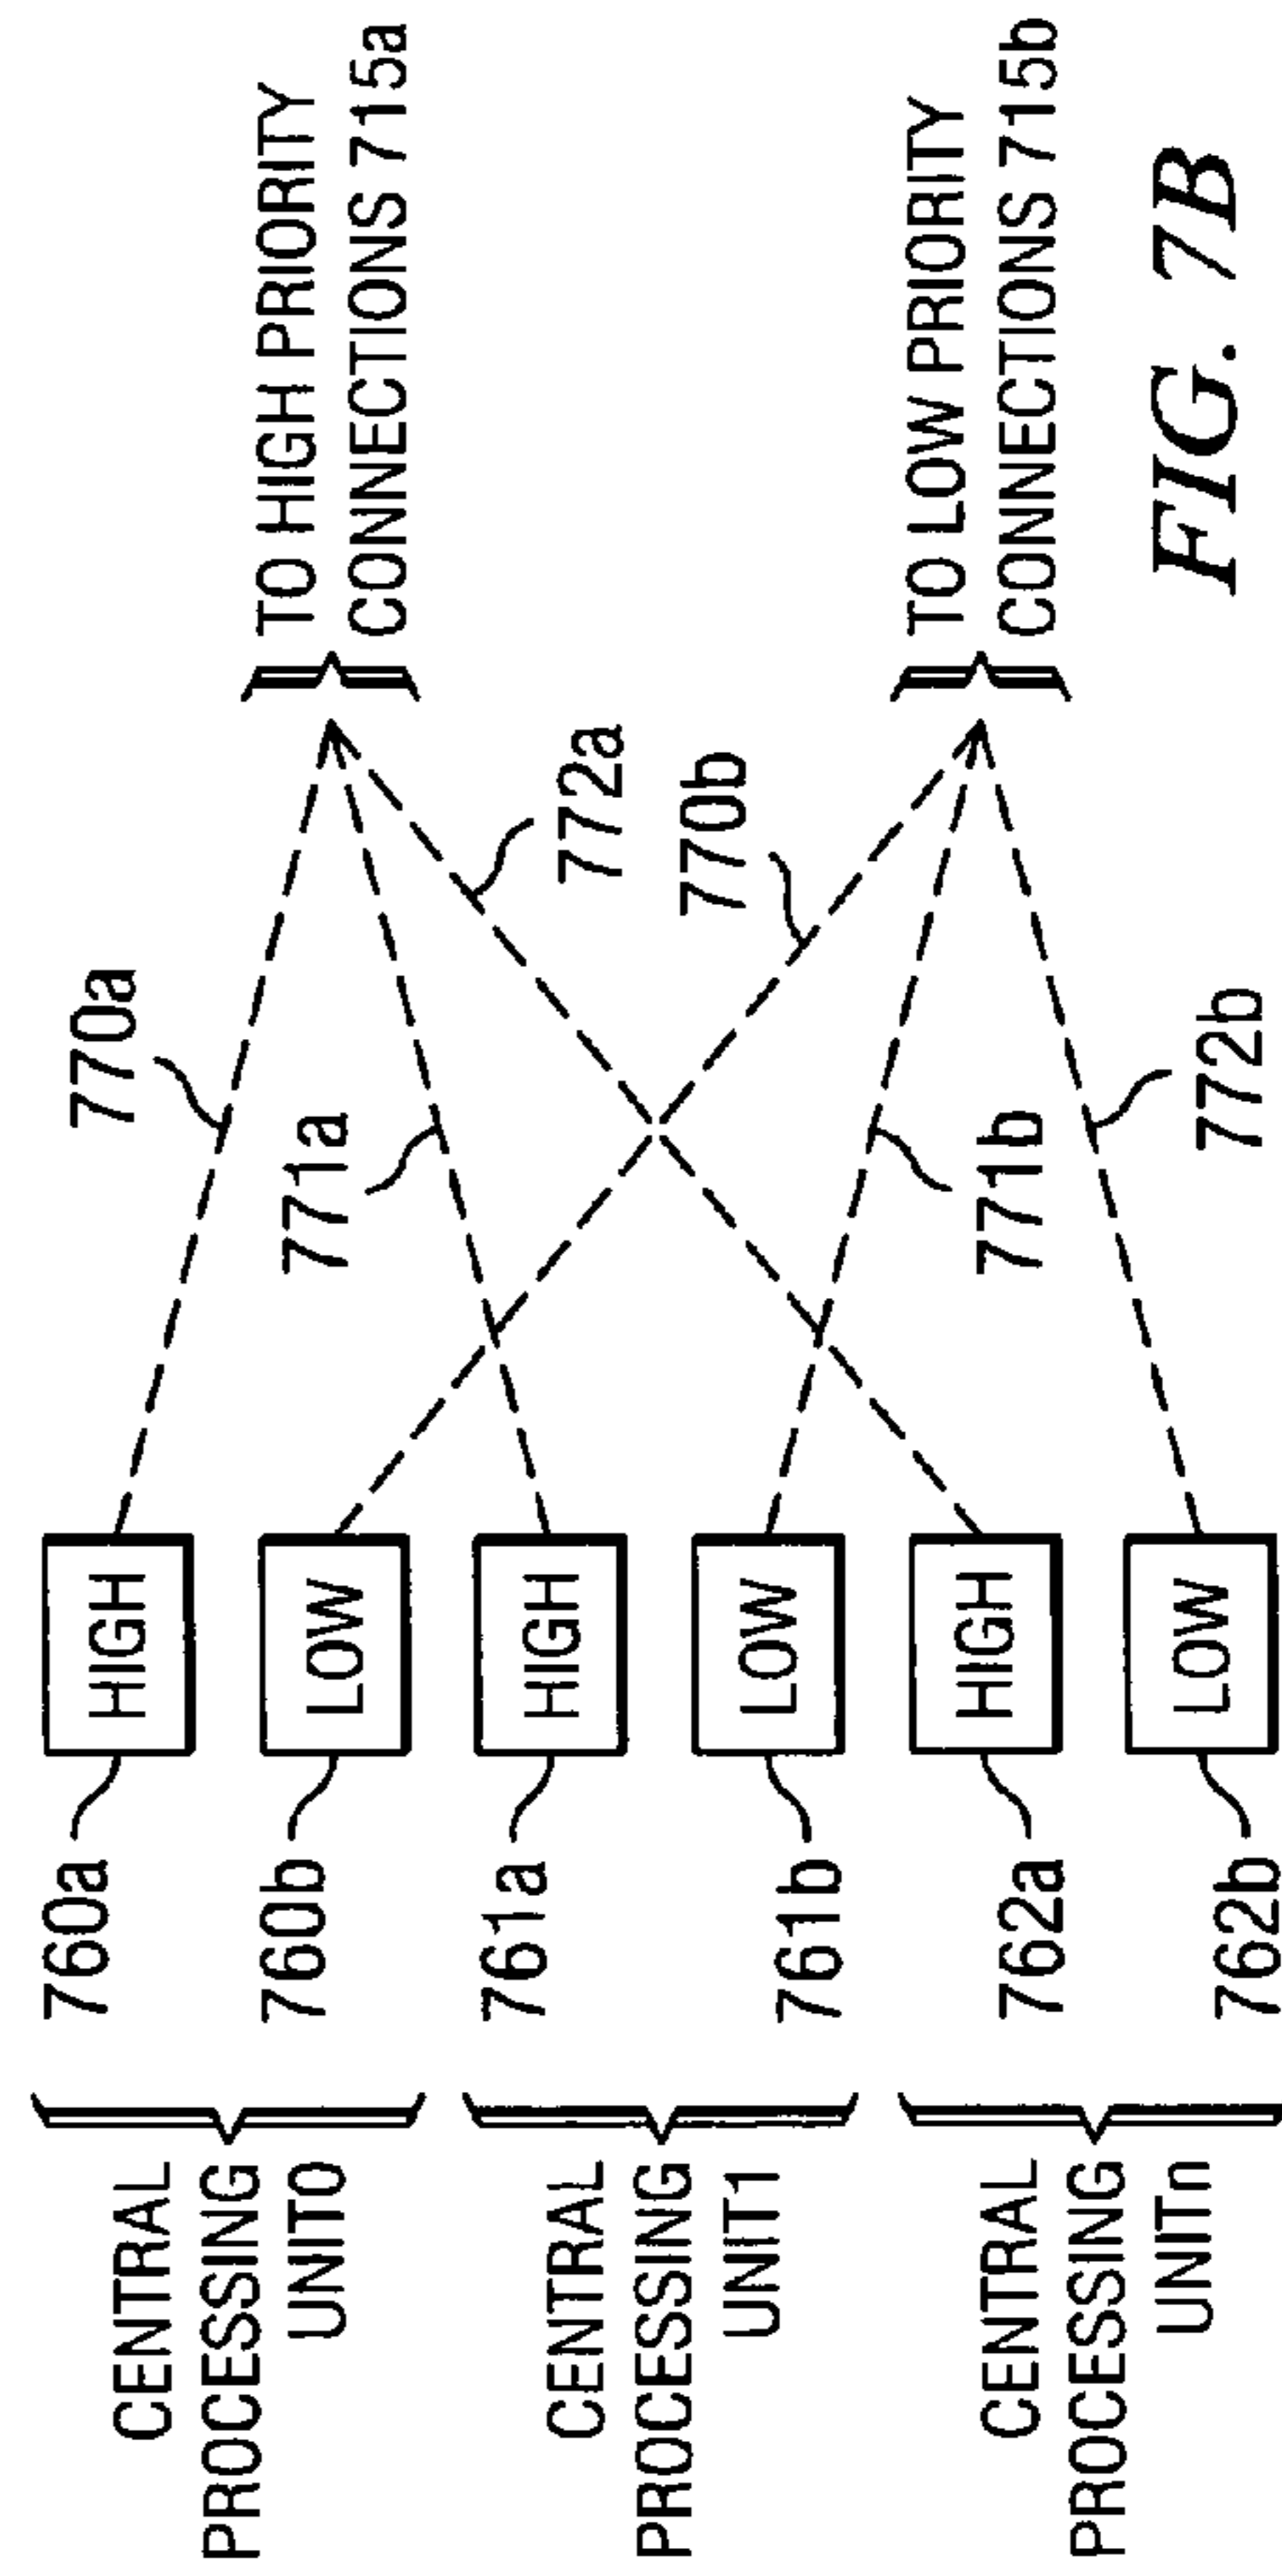 CENTRAL
PROCESSING
UNIT0
760a
HIGH
760b
LOW
770a
TO HIGH PRIORITY
CONNECTIONS 715a
CENTRAL
PROCESSING
UNIT1
761a
HIGH
761b
LOW
771a
772a
770b
CENTRAL
PROCESSING
UNITn
762a
HIGH
762b
LOW
771b
772b
TO LOW PRIORITY
CONNECTIONS 715b
FIG. 7B